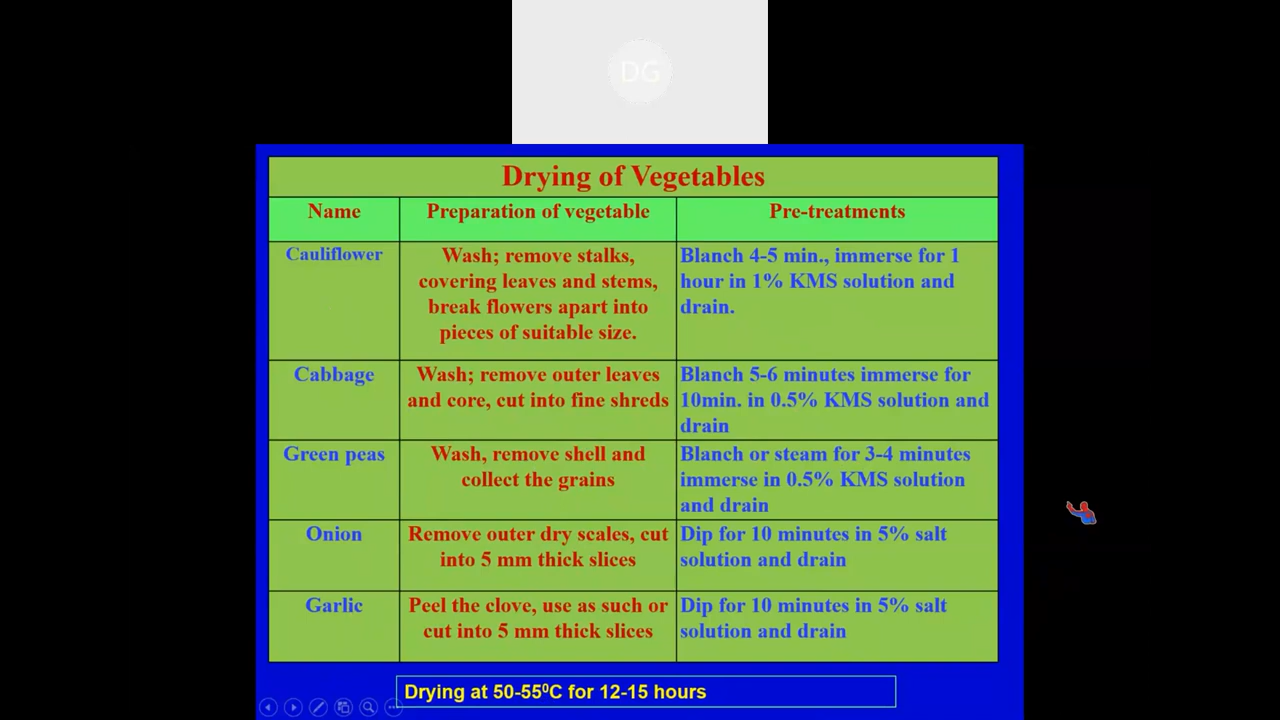 DG
Drying of Vegetables
Name
Preparation of vegetable
Pre-treatments
Cauliflower
Wash; remove stalks,
covering leaves and stems,
break flowers apart into
pieces of suitable size.
Blanch 4-5 min., immerse for 1
hour in 1% KMS solution and
drain.
Cabbage
Wash; remove outer leaves
and core, cut into fine shreds
Blanch 5-6 minutes immerse for
10min. in 0.5% KMS solution and
drain
Green peas
Wash, remove shell and
collect the grains
Blanch or steam for 3-4 minutes
immerse in 0.5% KMS solution
and drain
Onion
Remove outer dry scales, cut
into 5 mm thick slices
Dip for 10 minutes in 5% salt
solution and drain
Garlic
Peel the clove, use as such or
cut into 5 mm thick slices
Dip for 10 minutes in 5% salt
solution and drain
Drying at 50-55⁰C for 12-15 hours